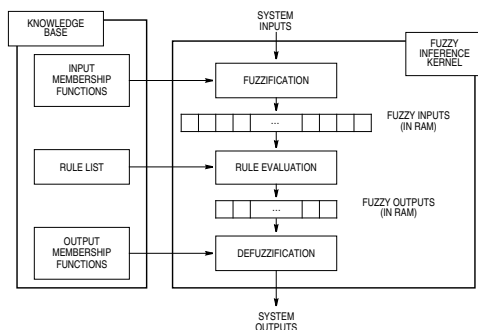 SYSTEM
INPUTS
KNOWLEDGE
BASE
FUZZY
INFERENCE
KERNEL
INPUT
MEMBERSHIP
FUNCTIONS
FUZZIFICATION
...
FUZZY INPUTS
(IN RAM)
RULE LIST
RULE EVALUATION
...
FUZZY OUTPUTS
(IN RAM)
OUTPUT
MEMBERSHIP
FUNCTIONS
DEFUZZIFICATION
SYSTEM
OUTPUTS